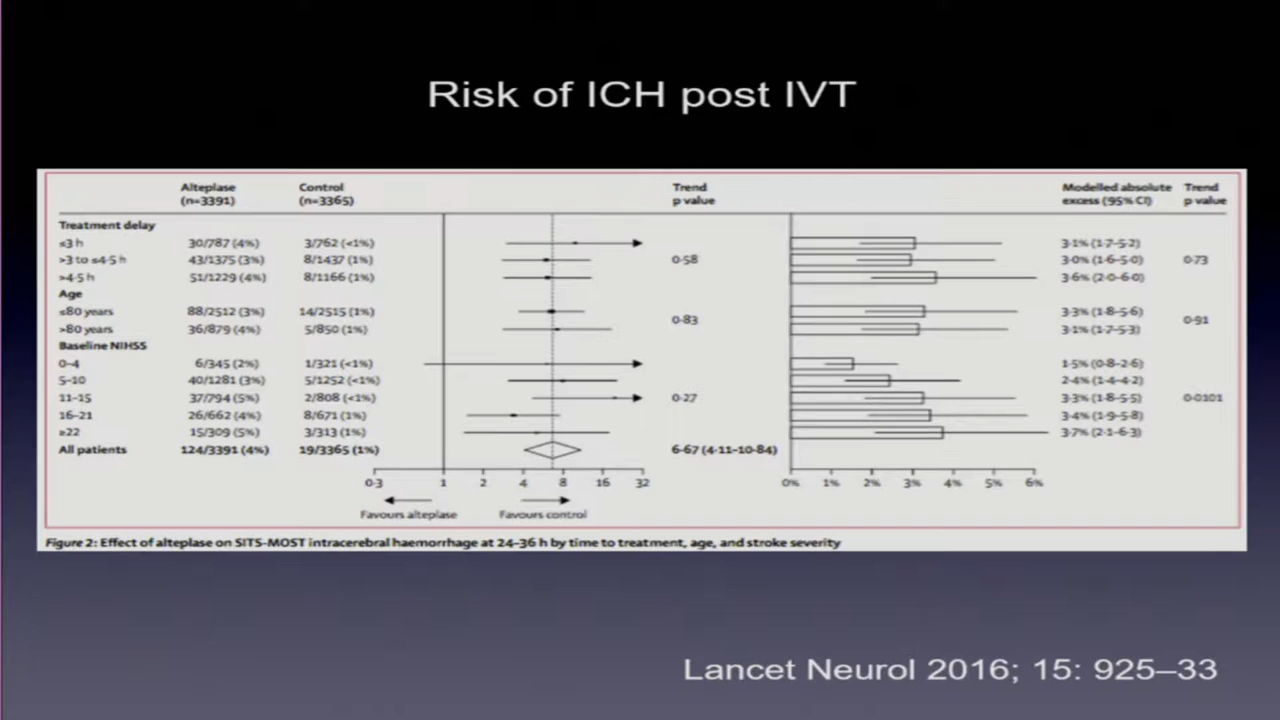 Risk of ICH post IVT
Alteplase (n=3391) Control (n=3365) Trend p value Modelled absolute excess (95% CI) Trend p value
Treatment delay
≤3 h 30/787 (4%) 3/762 (<1%) 3·1% (1·7–5·2)
>3 to ≤4·5 h 43/1375 (3%) 8/1437 (1%) 0·58 3·0% (1·6–5·0) 0·73
>4·5 h 51/1229 (4%) 8/1166 (1%) 3·6% (2·0–6·0)
Age
≤80 years 88/2512 (3%) 14/2515 (1%) 3·3% (1·8–5·6)
0·83 0·91
>80 years 36/879 (4%) 5/850 (1%) 3·1% (1·7–5·3)
Baseline NIHSS
0–4 6/345 (2%) 1/321 (<1%) 1·5% (0·8–2·6)
5–10 40/1281 (3%) 5/1252 (<1%) 2·4% (1·4–4·2)
11–15 37/794 (5%) 2/808 (<1%) 0·27 3·3% (1·8–5·5) 0·0101
16–21 26/662 (4%) 8/671 (1%) 3·4% (1·9–5·8)
≥22 15/309 (5%) 3/313 (1%) 3·7% (2·1–6·3)
All patients 124/3391 (4%) 19/3365 (1%) 6·67 (4·11–10·84)
0·3 1 2 4 8 16 32 0% 1% 2% 3% 4% 5% 6%
Favours alteplase Favours control
Figure 2: Effect of alteplase on SITS-MOST intracerebral haemorrhage at 24–36 h by time to treatment, age, and stroke severity
Lancet Neurol 2016; 15: 925–33